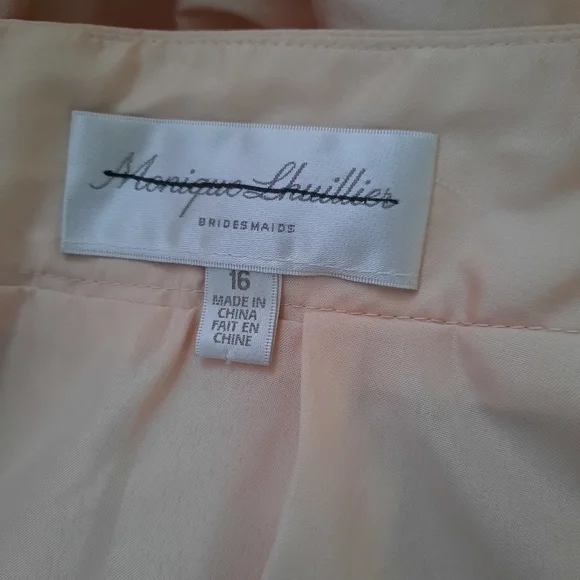 Monique Lhuillier
BRIDESMAIDS
16
MADE IN
CHINA
FAIT EN
CHINE